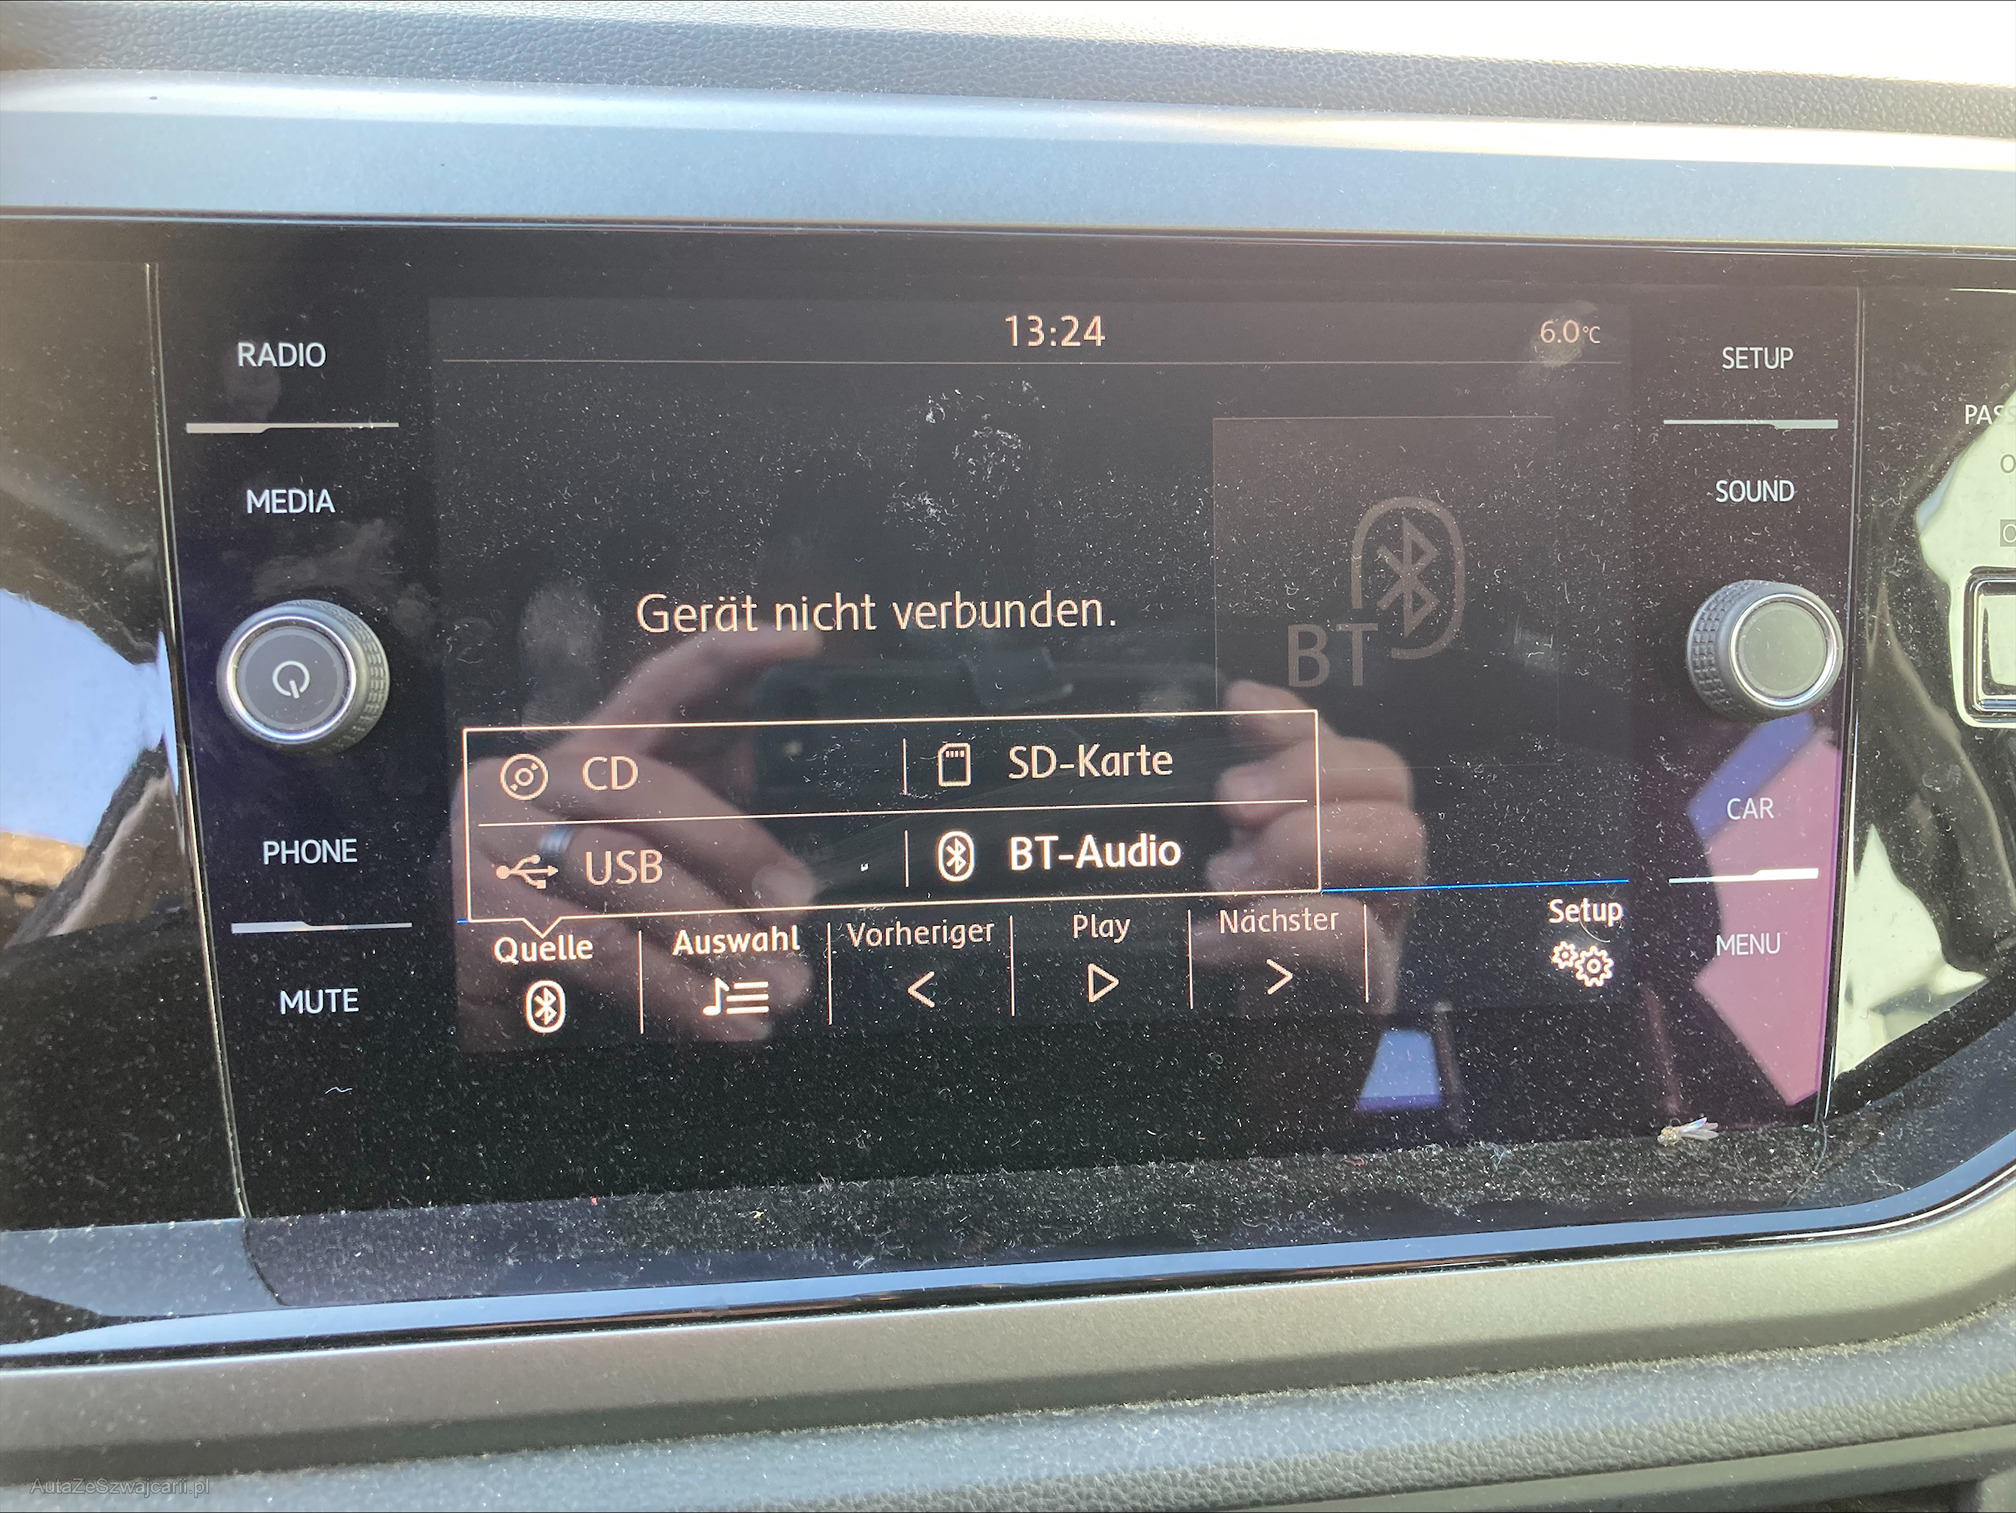 13:24
6.0°C
RADIO
MEDIA
PHONE
MUTE
SETUP
SOUND
CAR
MENU
PAS
Gerät nicht verbunden.
BT
CD
SD-Karte
USB
BT-Audio
Quelle
Auswahl
Vorheriger
Play
Nächster
Setup
AutaZeSzwajcarii.pl